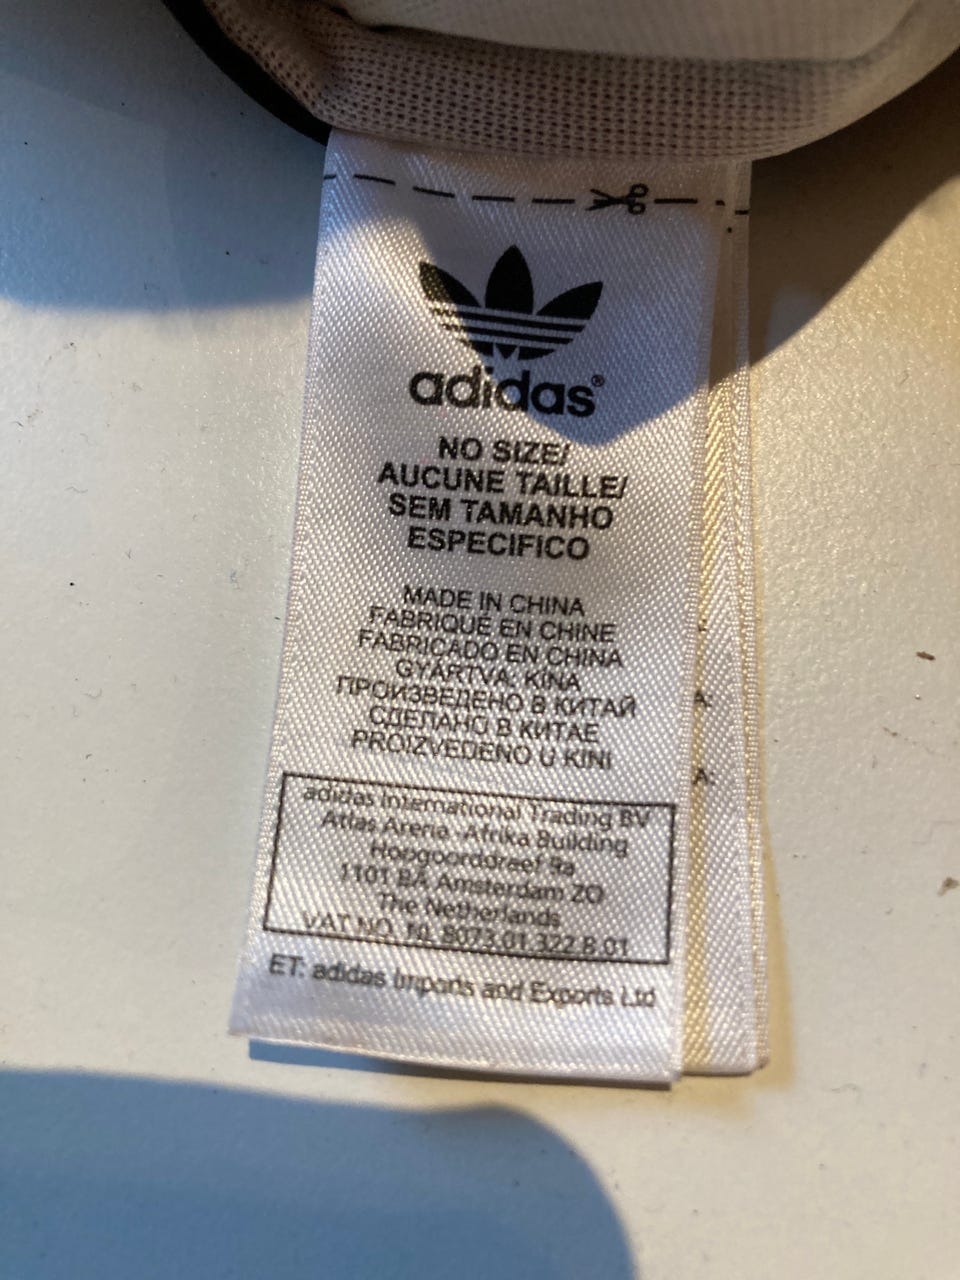 adidas®
NO SIZE/
AUCUNE TAILLE/
SEM TAMANHO
ESPECIFICO
MADE IN CHINA
FABRIQUE EN CHINE
FABRICADO EN CHINA
GYÁRTVA: KÍNA
ПРОИЗВЕДЕНО В КИТАЙ
СДЕЛАНО В КИТАЕ
PROIZVEDENO U KINI
adidas International Trading BV
Atlas Arena -Afrika Building
Hoogoorddreef 9a
1101 BA Amsterdam ZO
The Netherlands
VAT NO. NL 8073.01.322.B.01
ET: adidas Imports and Exports Ltd